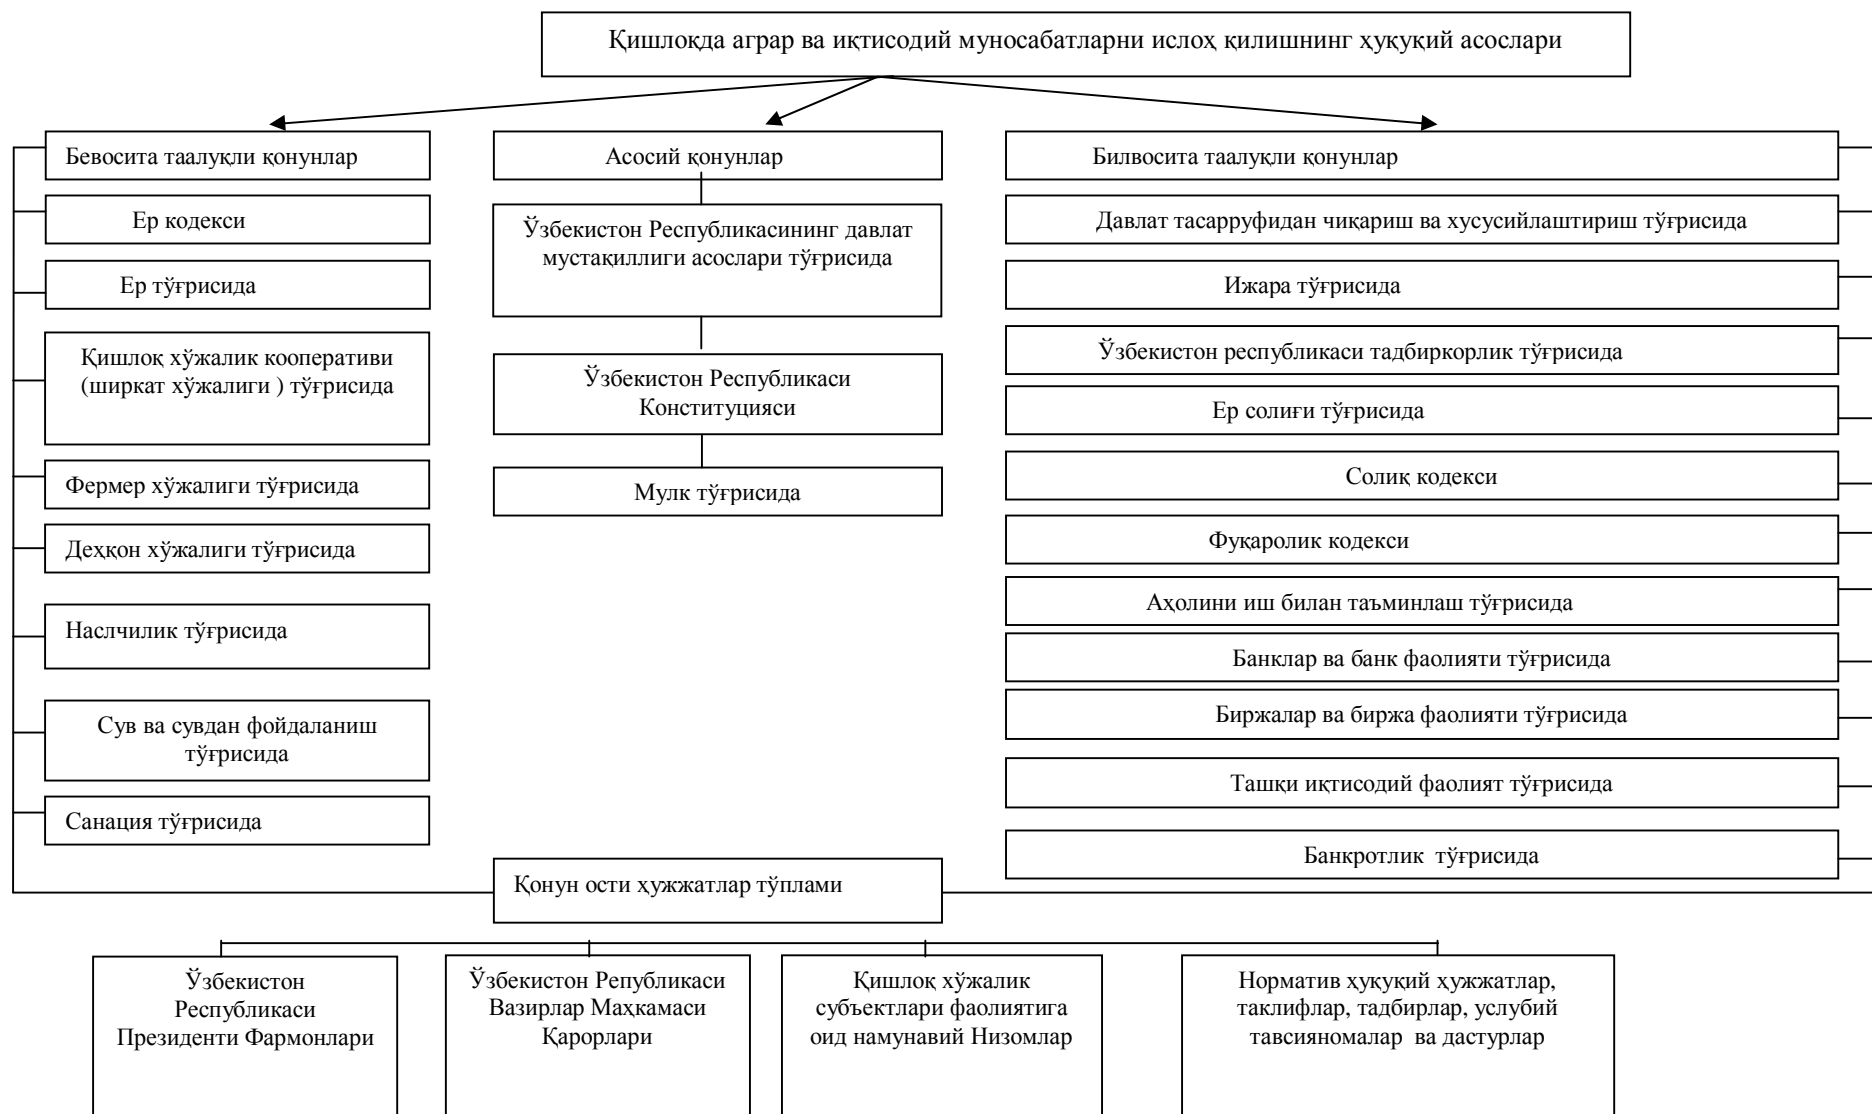 Қишлоқда аграр ва иқтисодий муносабатларни ислоҳ қилишнинг ҳуқуқий асослари
Бевосита таалуқли қонунлар
Ер кодекси
Ер тўғрисида
Қишлоқ хўжалик кооперативи
(ширкат хўжалиги ) тўғрисида
Фермер хўжалиги тўғрисида
Деҳқон хўжалиги тўғрисида
Наслчилик тўғрисида
Сув ва сувдан фойдаланиш
тўғрисида
Санация тўғрисида
Асосий қонунлар
Ўзбекистон Республикасининг давлат
мустақиллиги асослари тўғрисида
Ўзбекистон Республикаси
Конституцияси
Мулк тўғрисида
Билвосита таалуқли қонунлар
Давлат тасарруфидан чиқариш ва хусусийлаштириш тўғрисида
Ижара тўғрисида
Ўзбекистон республикаси тадбиркорлик тўғрисида
Ер солиғи тўғрисида
Солиқ кодекси
Фуқаролик кодекси
Аҳолини иш билан таъминлаш тўғрисида
Банклар ва банк фаолияти тўғрисида
Биржалар ва биржа фаолияти тўғрисида
Ташқи иқтисодий фаолият тўғрисида
Банкротлик тўғрисида
Қонун ости ҳужжатлар тўплами
Ўзбекистон
Республикаси
Президенти Фармонлари
Ўзбекистон Републикаси
Вазирлар Маҳкамаси
Қарорлари
Қишлоқ хўжалик
субъектлари фаолиятига
оид намунавий Низомлар
Норматив ҳуқуқий ҳужжатлар,
таклифлар, тадбирлар, услубий
тавсияномалар ва дастурлар